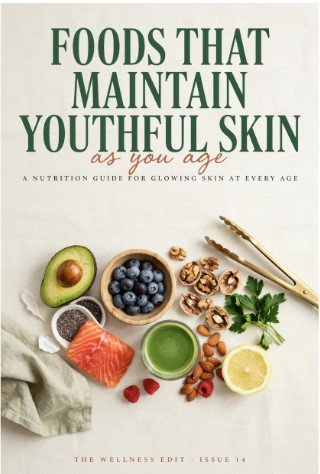 FOODS THAT
MAINTAIN
YOUTHFUL SKIN
as you age
A NUTRITION GUIDE FOR GLOWING SKIN AT EVERY AGE
THE WELLNESS EDIT · ISSUE 14